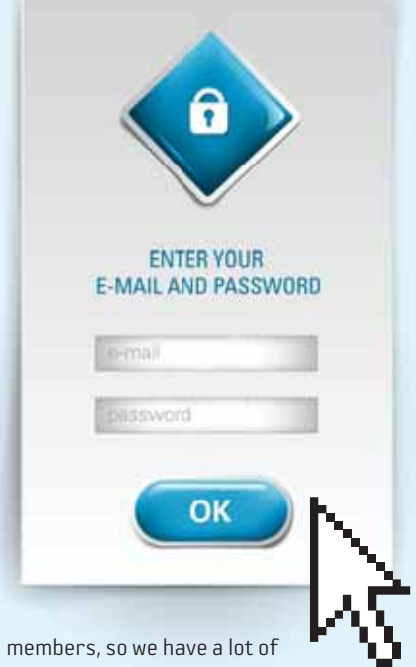 ENTER YOUR
E-MAIL AND PASSWORD
e-mail
password
OK
members, so we have a lot of